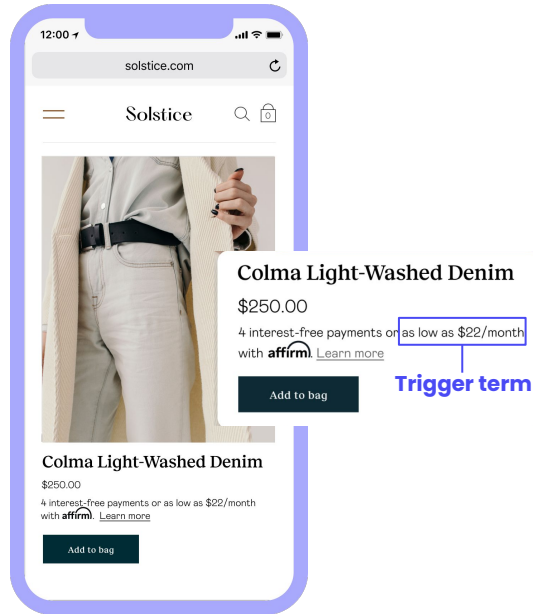 12:00
solstice.com
Solstice
0
Colma Light-Washed Denim
$250.00
4 interest-free payments or as low as $22/month
with affirm. Learn more
Add to bag
Trigger term
Colma Light-Washed Denim
$250.00
4 interest-free payments or as low as $22/month
with affirm. Learn more
Add to bag